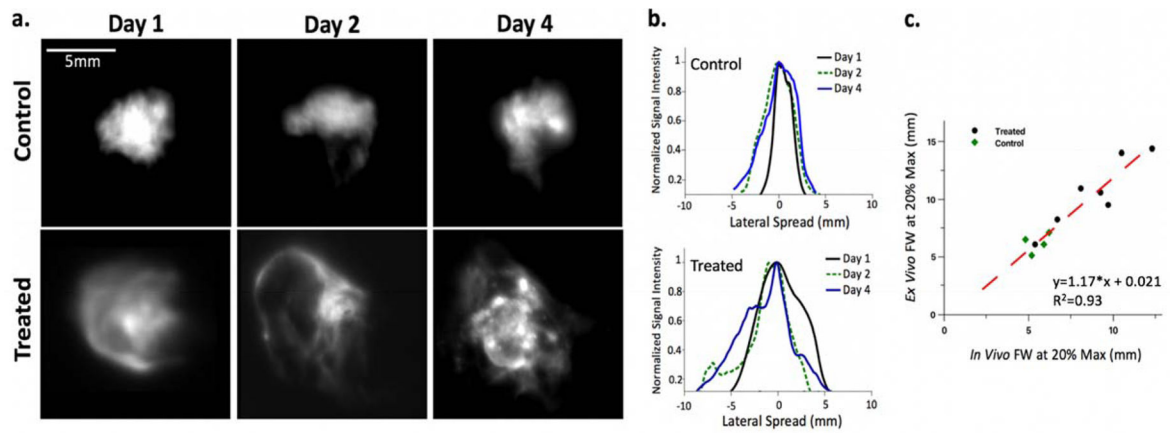 a.
Day 1
Day 2
Day 4
5mm
Control
Treated
b.
Control
Day 1
Day 2
Day 4
Normalized Signal Intensity
1
0.8
0.6
0.4
0.2
-10
-5
0
5
10
Lateral Spread (mm)
Treated
Day 1
Day 2
Day 4
Normalized Signal Intensity
1
0.8
0.6
0.4
0.2
-10
-5
0
5
10
Lateral Spread (mm)
c.
Treated
Control
Ex Vivo FW at 20% Max (mm)
15
10
5
0
y=1.17*x + 0.021
R²=0.93
0
5
10
In Vivo FW at 20% Max (mm)